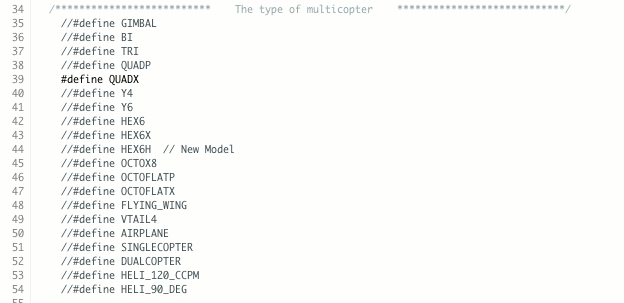 34 /************************* The type of multicopter ****************************/
35 //#define GIMBAL
36 //#define BI
37 //#define TRI
38 //#define QUADP
39 #define QUADX
40 //#define Y4
41 //#define Y6
42 //#define HEX6
43 //#define HEX6X
44 //#define HEX6H // New Model
45 //#define OCTOX8
46 //#define OCTOFLATP
47 //#define OCTOFLATX
48 //#define FLYING_WING
49 //#define VTAIL4
50 //#define AIRPLANE
51 //#define SINGLECOPTER
52 //#define DUALCOPTER
53 //#define HELI_120_CCPM
54 //#define HELI_90_DEG